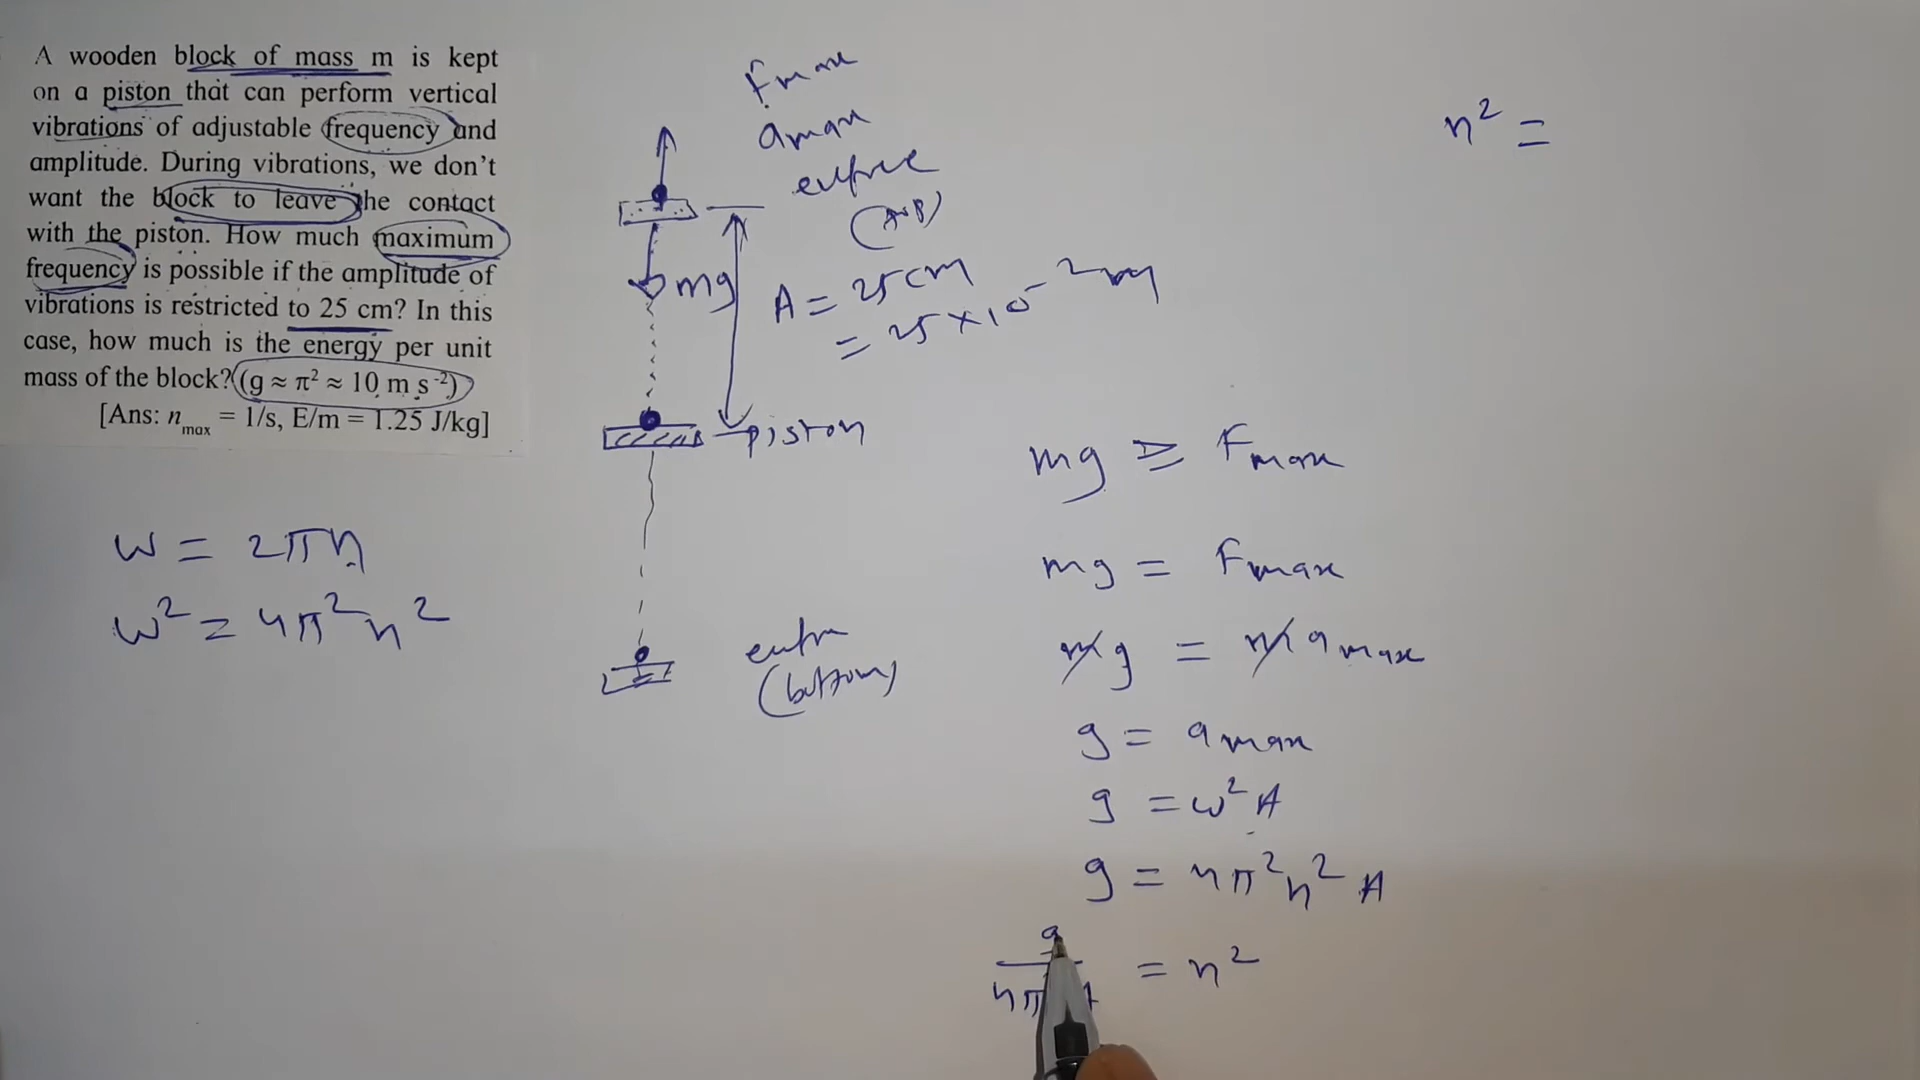 A wooden block of mass m is kept
on a piston that can perform vertical
vibrations of adjustable frequency and
amplitude. During vibrations, we don't
want the block to leave the contact
with the piston. How much maximum
frequency is possible if the amplitude of
vibrations is restricted to 25 cm? In this
case, how much is the energy per unit
mass of the block? (g ≈ π² ≈ 10 m s⁻²)
[Ans: n_max = 1/s, E/m = 1.25 J/kg]
ω = 2πn
ω² = 4π²n²
Fmax
amax
mg
A = 25 cm
= 25 × 10⁻² m
piston
(bottom)
mg ≥ Fmax
mg = Fmax
mg = m amax
g = amax
g = ω² A
g = 4π²n² A
g
= n²
n² =